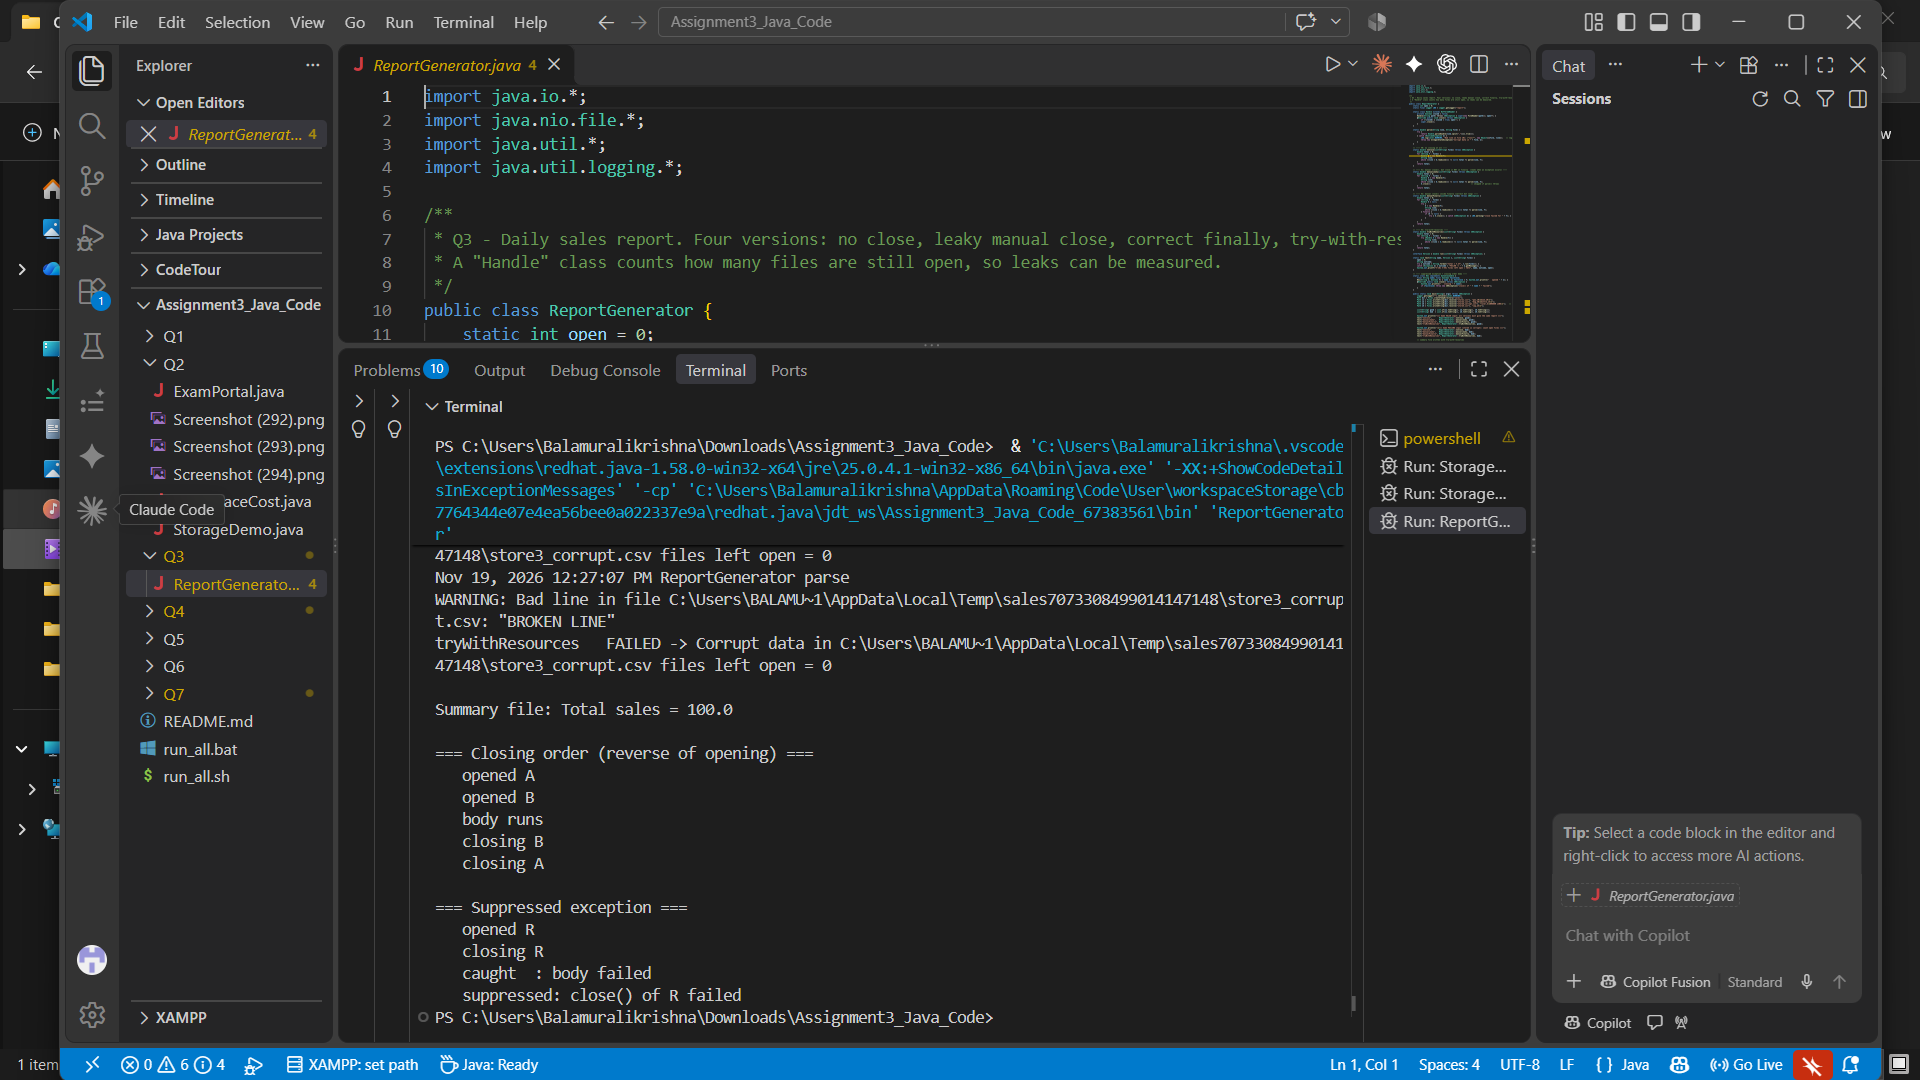 File Edit Selection View Go Run Terminal Help
Assignment3_Java_Code
Explorer
Open Editors
ReportGenerat... 4
Outline
Timeline
Java Projects
CodeTour
Assignment3_Java_Code
Q1
Q2
ExamPortal.java
Screenshot (292).png
Screenshot (293).png
Screenshot (294).png
aceCost.java
Claude Code
StorageDemo.java
Q3
ReportGenerato... 4
Q4
Q5
Q6
Q7
README.md
run_all.bat
run_all.sh
XAMPP
1
ReportGenerator.java 4
1 import java.io.*;
2 import java.nio.file.*;
3 import java.util.*;
4 import java.util.logging.*;
5
6 /**
7 * Q3 - Daily sales report. Four versions: no close, leaky manual close, correct finally, try-with-res
8 * A "Handle" class counts how many files are still open, so leaks can be measured.
9 */
10 public class ReportGenerator {
11 static int open = 0;
Problems 10 Output Debug Console Terminal Ports
Terminal
PS C:\Users\Balamuralikrishna\Downloads\Assignment3_Java_Code> & 'C:\Users\Balamuralikrishna\.vscode
\extensions\redhat.java-1.58.0-win32-x64\jre\25.0.4.1-win32-x86_64\bin\java.exe' '-XX:+ShowCodeDetail
sInExceptionMessages' '-cp' 'C:\Users\Balamuralikrishna\AppData\Roaming\Code\User\workspaceStorage\cb
7764344e07e4ea56bee0a022337e9a\redhat.java\jdt_ws\Assignment3_Java_Code_67383561\bin' 'ReportGenerato
r'
47148\store3_corrupt.csv files left open = 0
Nov 19, 2026 12:27:07 PM ReportGenerator parse
WARNING: Bad line in file C:\Users\BALAMU~1\AppData\Local\Temp\sales7073308499014147148\store3_corrup
t.csv: "BROKEN LINE"
tryWithResources FAILED -> Corrupt data in C:\Users\BALAMU~1\AppData\Local\Temp\sales70733084990141
47148\store3_corrupt.csv files left open = 0
Summary file: Total sales = 100.0
=== Closing order (reverse of opening) ===
opened A
opened B
body runs
closing B
closing A
=== Suppressed exception ===
opened R
closing R
caught : body failed
suppressed: close() of R failed
PS C:\Users\Balamuralikrishna\Downloads\Assignment3_Java_Code>
powershell
Run: Storage...
Run: Storage...
Run: ReportG...
Chat
Sessions
Tip: Select a code block in the editor and
right-click to access more AI actions.
ReportGenerator.java
Chat with Copilot
Copilot Fusion Standard
Copilot
1 item
0 6 4 XAMPP: set path Java: Ready
Ln 1, Col 1 Spaces: 4 UTF-8 LF {} Java Go Live